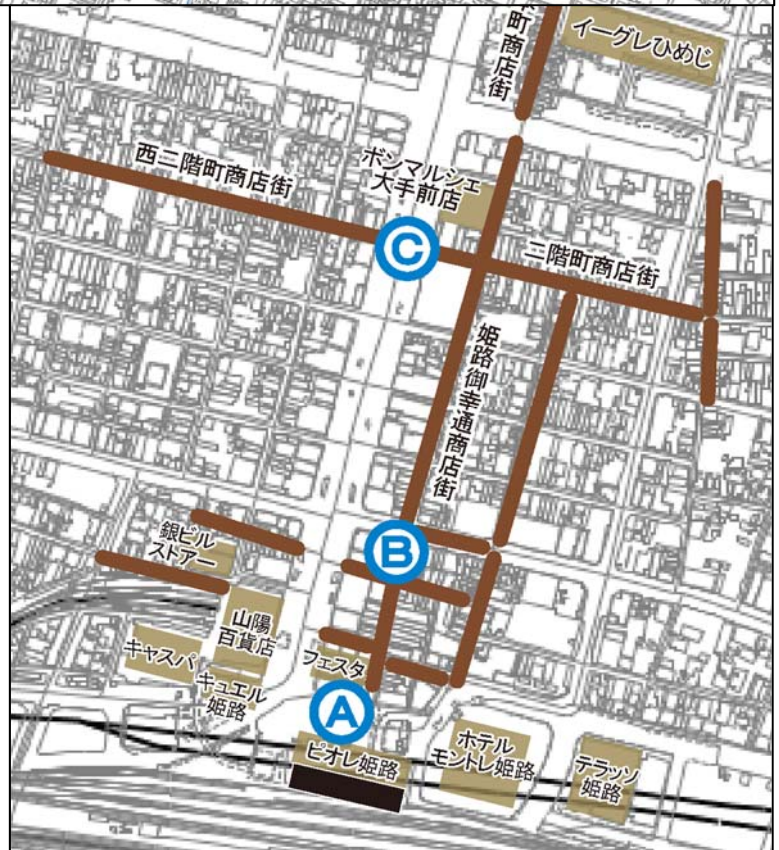 町商店街
イーグレひめじ
西二階町商店街
ボンマルシェ
大手前店
C
二階町商店街
姫路御幸通商店街
B
銀ビル
ストアー
山陽
百貨店
キャスパ
キュエル
姫路
フェスタ
A
ピオレ姫路
ホテル
モントレ姫路
テラッソ
姫路